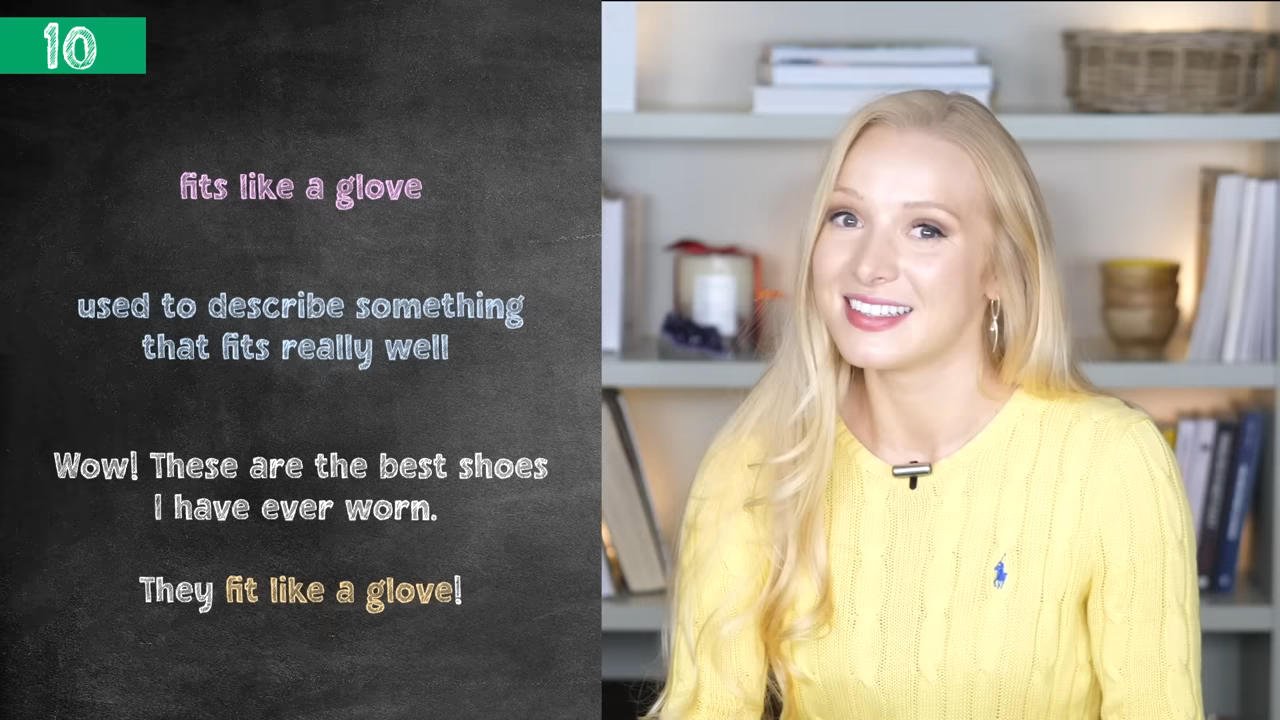 10
fits like a glove
used to describe something
that fits really well
Wow! These are the best shoes
I have ever worn.
They fit like a glove!